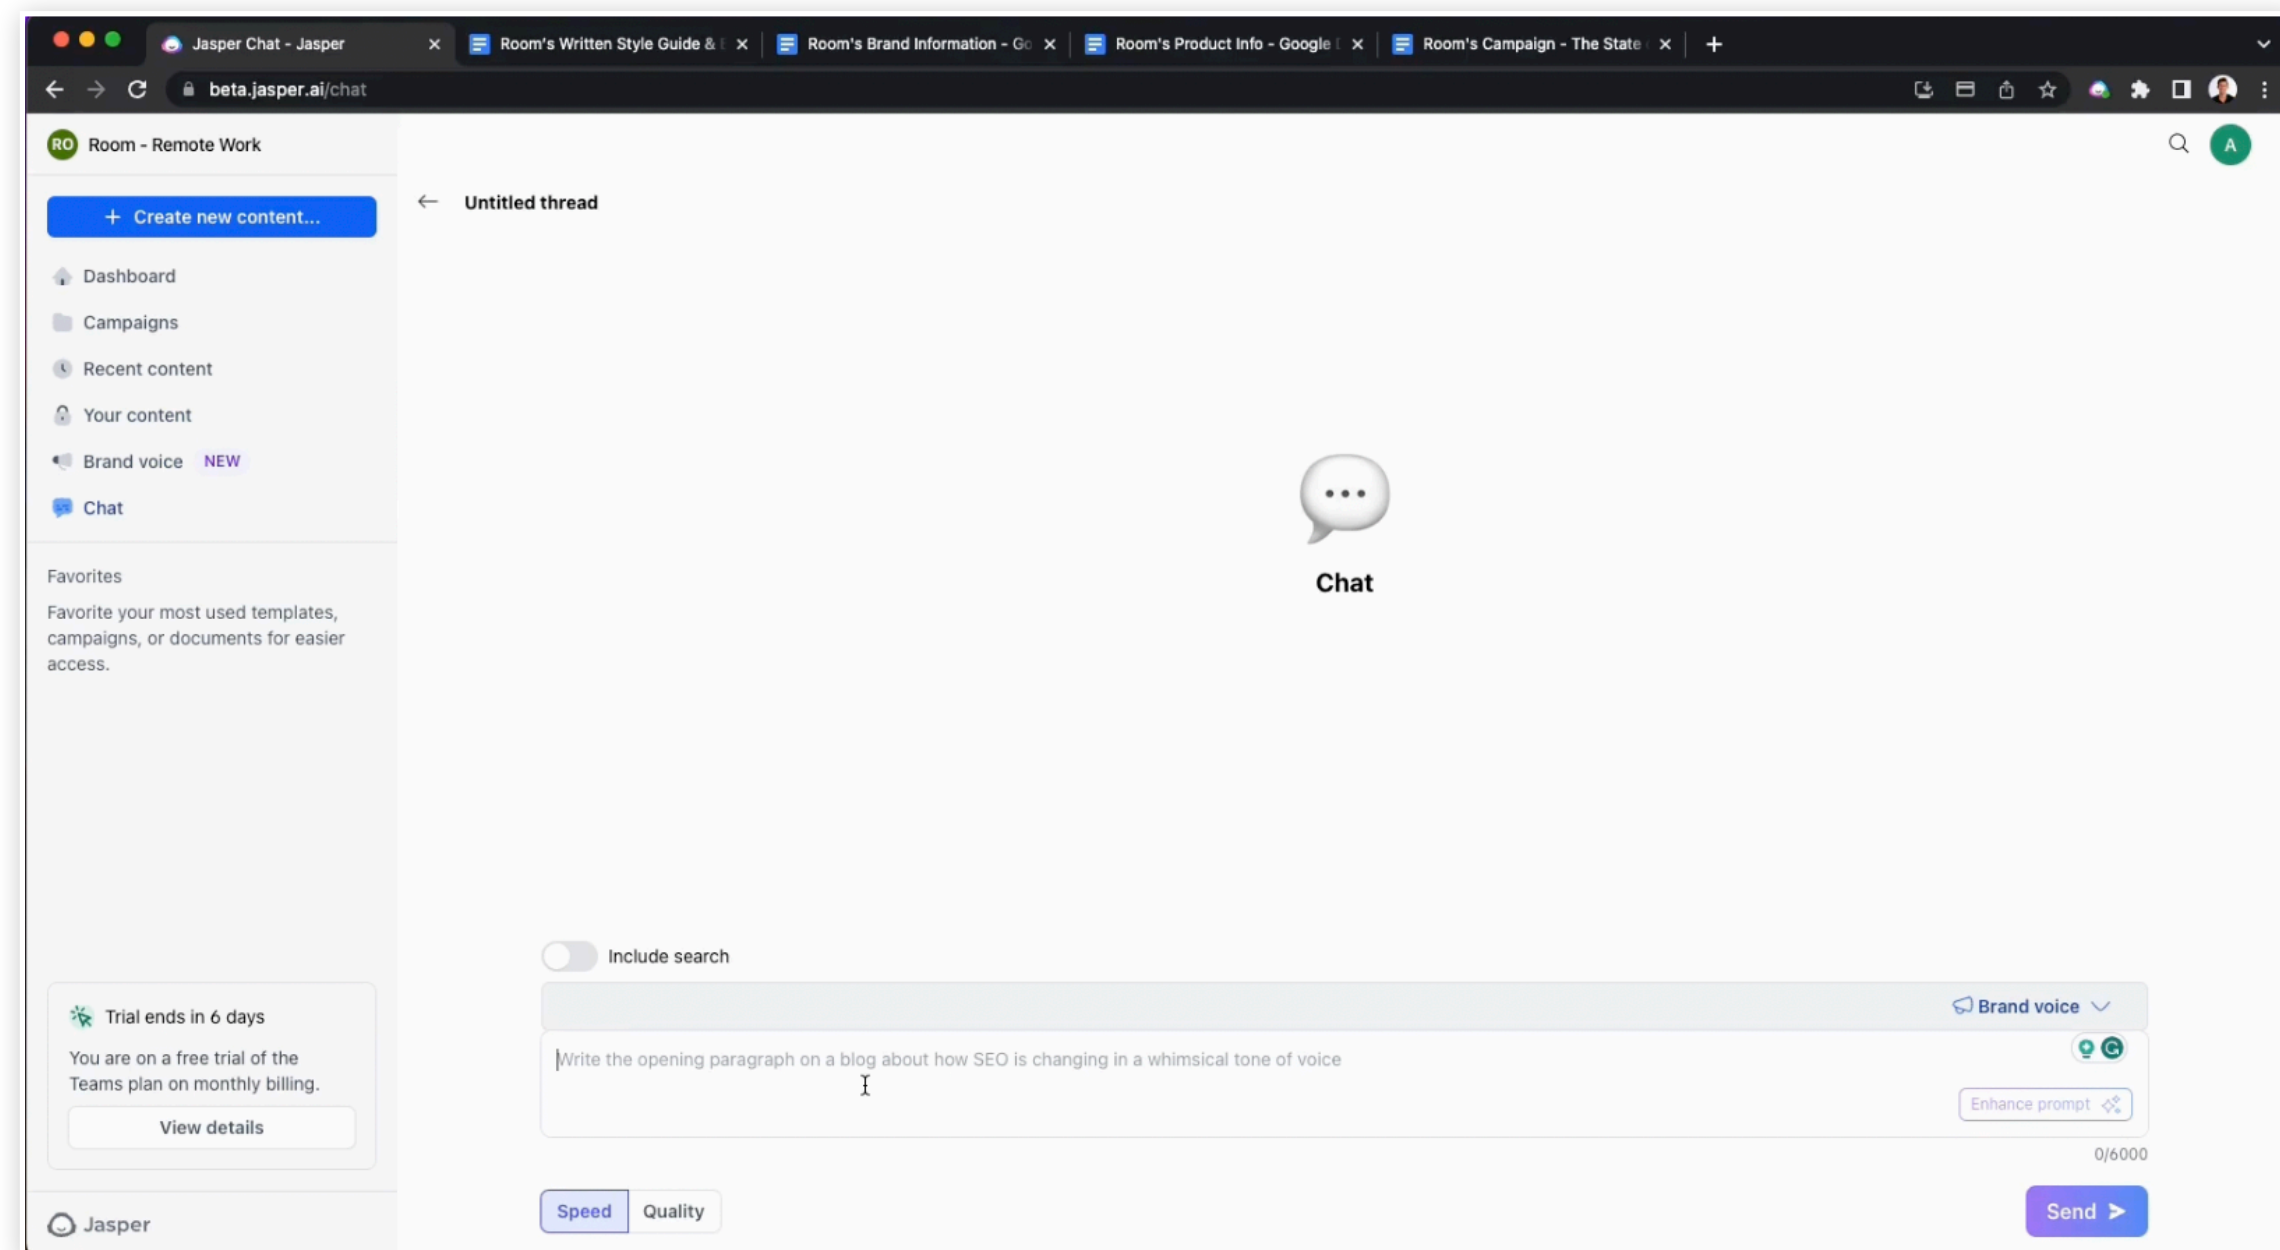 Jasper Chat - Jasper
Room's Written Style Guide &
Room's Brand Information - Go
Room's Product Info - Google
Room's Campaign - The State
beta.jasper.ai/chat
RO Room - Remote Work
A
+ Create new content...
Untitled thread
Dashboard
Campaigns
Recent content
Your content
Brand voice NEW
Chat
Chat
Favorites
Favorite your most used templates,
campaigns, or documents for easier
access.
Include search
Brand voice
Write the opening paragraph on a blog about how SEO is changing in a whimsical tone of voice
Enhance prompt
0/6000
Trial ends in 6 days
You are on a free trial of the
Teams plan on monthly billing.
View details
Speed Quality
Send
Jasper